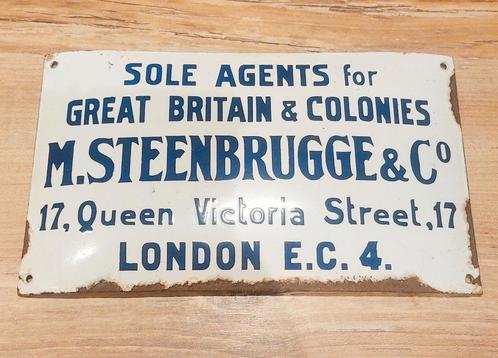 SOLE AGENTS for
GREAT BRITAIN & COLONIES
M. STEENBRUGGE & Co
17, Queen Victoria Street, 17
LONDON E.C. 4.